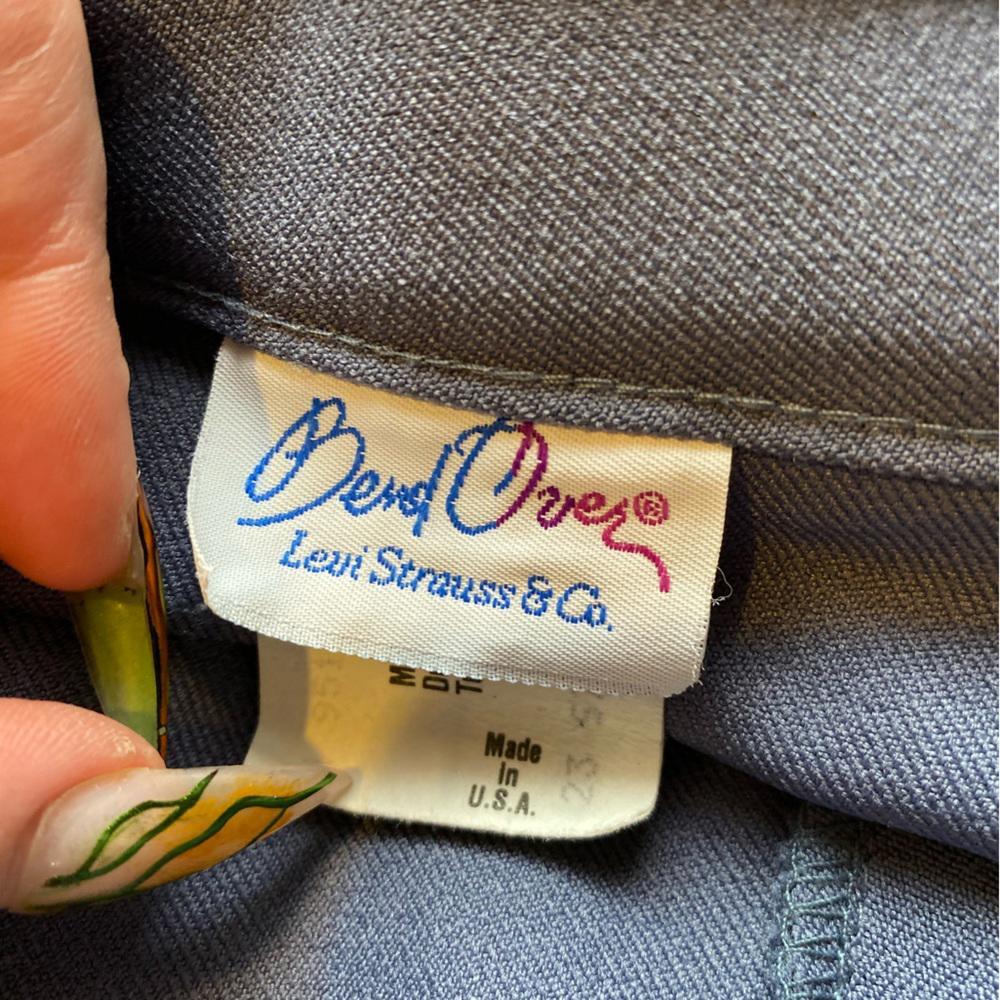 Bend Over®
Levi Strauss & Co.
Made
In
U.S.A.